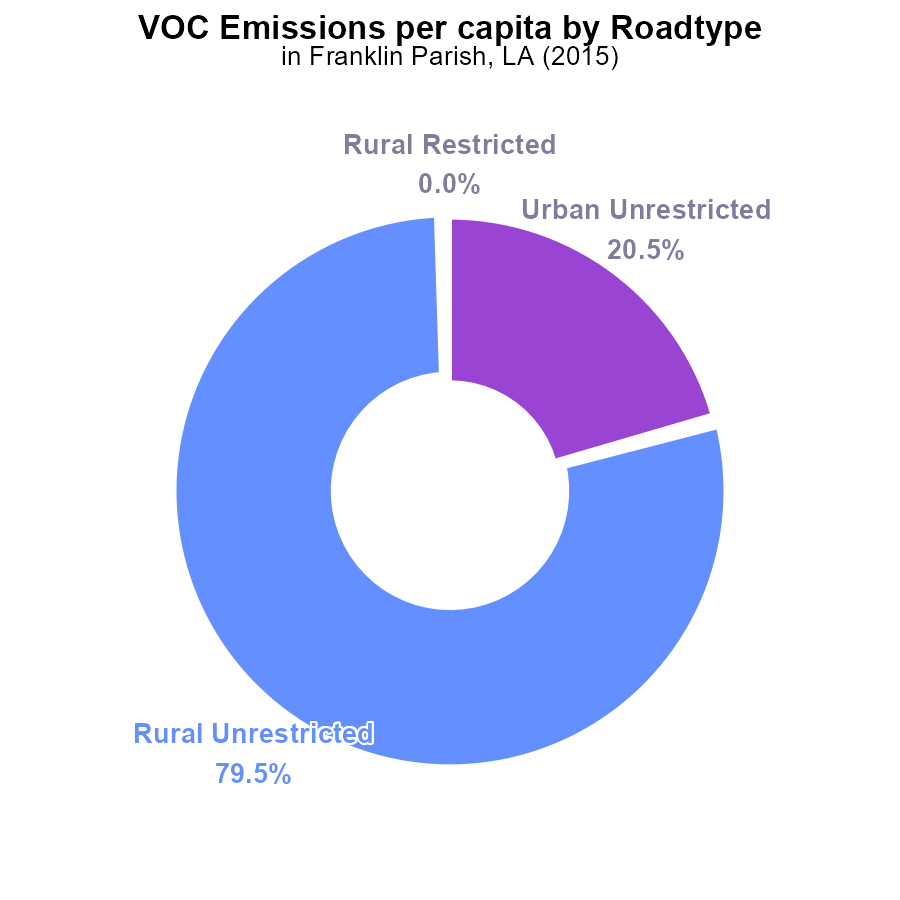 VOC Emissions per capita by Roadtype
in Franklin Parish, LA (2015)
Rural Restricted
0.0%
Urban Unrestricted
20.5%
Rural Unrestricted
79.5%